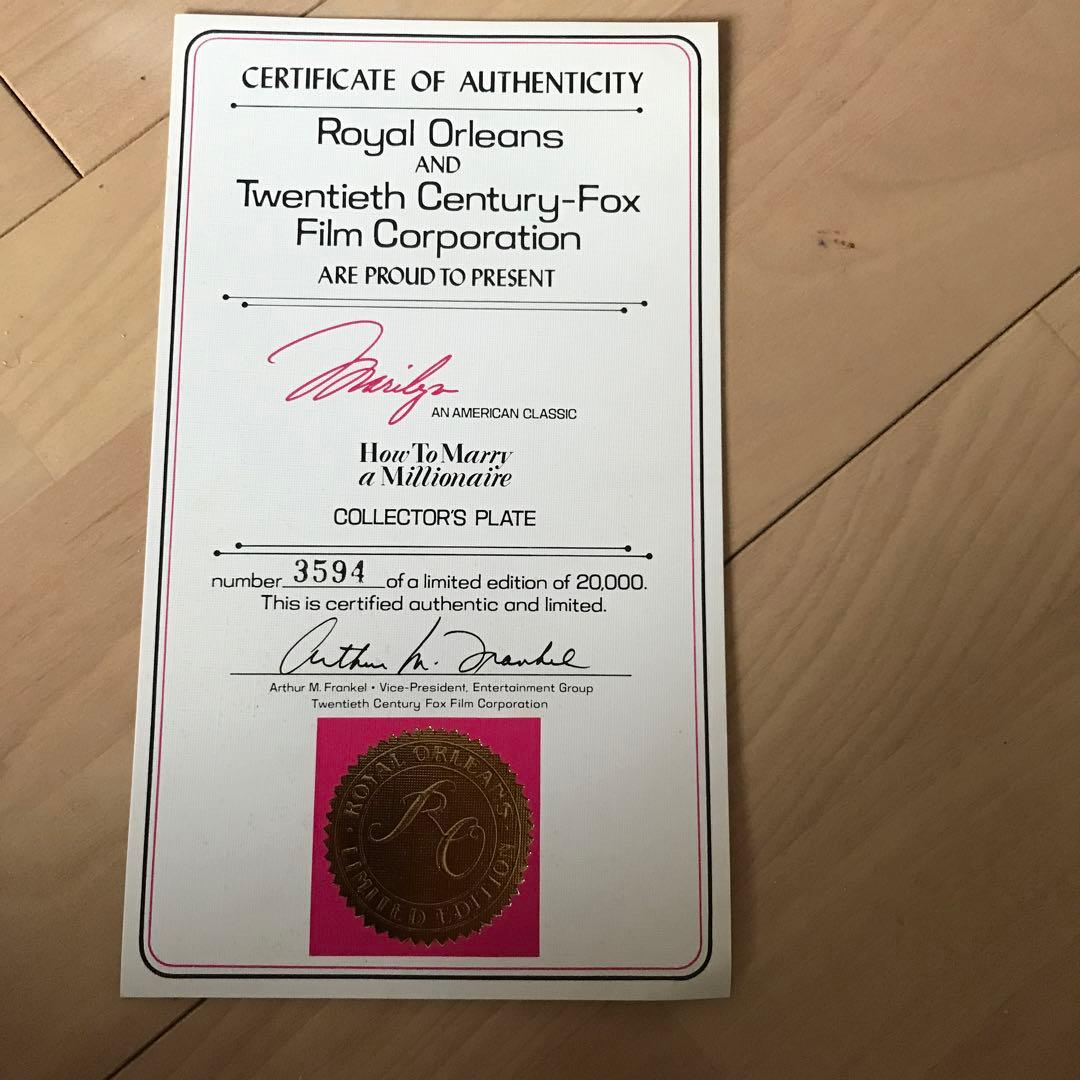 CERTIFICATE OF AUTHENTICITY
Royal Orleans
AND
Twentieth Century-Fox
Film Corporation
ARE PROUD TO PRESENT
Marilyn
AN AMERICAN CLASSIC
How To Marry
a Millionaire
COLLECTOR'S PLATE
number 3594 of a limited edition of 20,000.
This is certified authentic and limited.
Arthur M. Frankel
Arthur M. Frankel • Vice-President, Entertainment Group
Twentieth Century Fox Film Corporation
ROYAL ORLEANS
RO
LIMITED EDITION